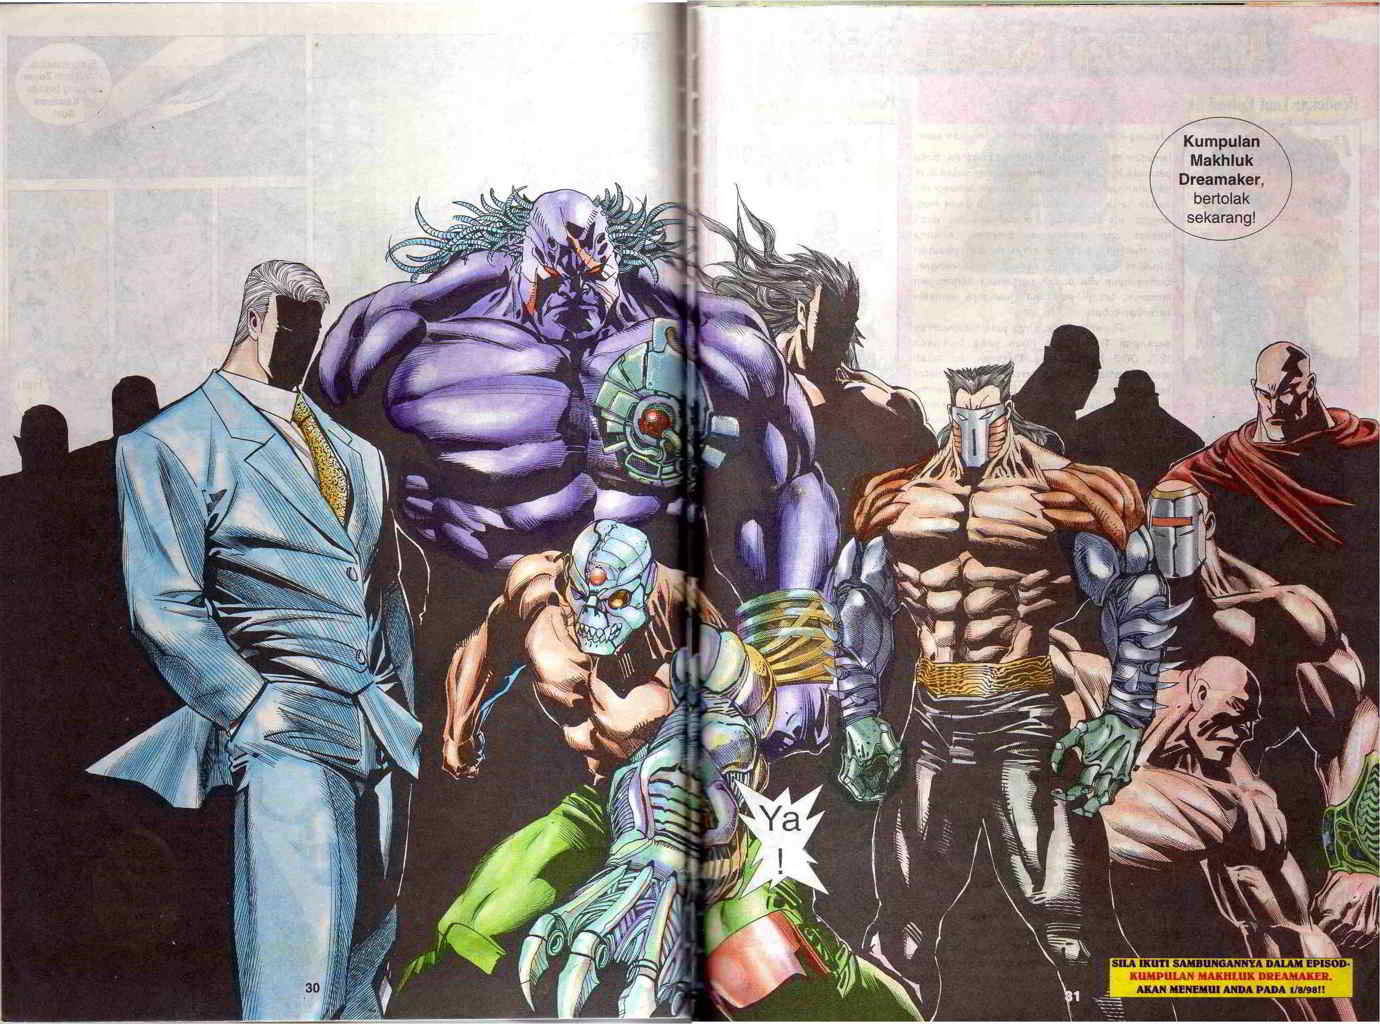 Kumpulan
Makhluk
Dreamaker,
bertolak
sekarang!
Ya
!
30
31
SILA IKUTI SAMBUNGANNYA DALAM EPISOD-
KUMPULAN MAKHLUK DREAMAKER.
AKAN MENEMUI ANDA PADA 1/8/98!!